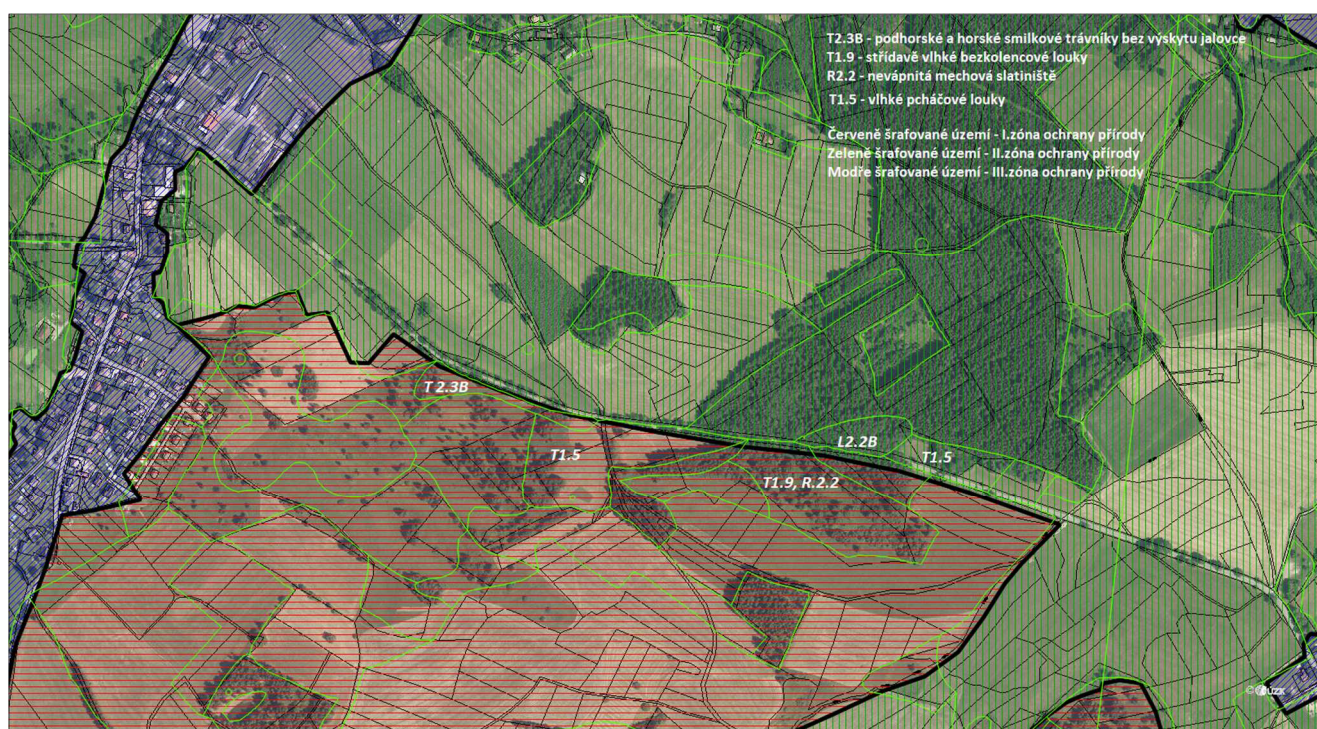 T2.3B - podhorské a horské smilkové trávníky bez výskytu jalovce
T1.9 - střídavě vlhké bezkolencové louky
R2.2 - nevápnitá mechová slatiniště
T1.5 - vlhké pcháčové louky
Červeně šrafované území - I.zóna ochrany přírody
Zeleně šrafované území - II.zóna ochrany přírody
Modře šrafované území - III.zóna ochrany přírody
T 2.3B
L2.2B
T1.5
T1.5
T1.9, R.2.2